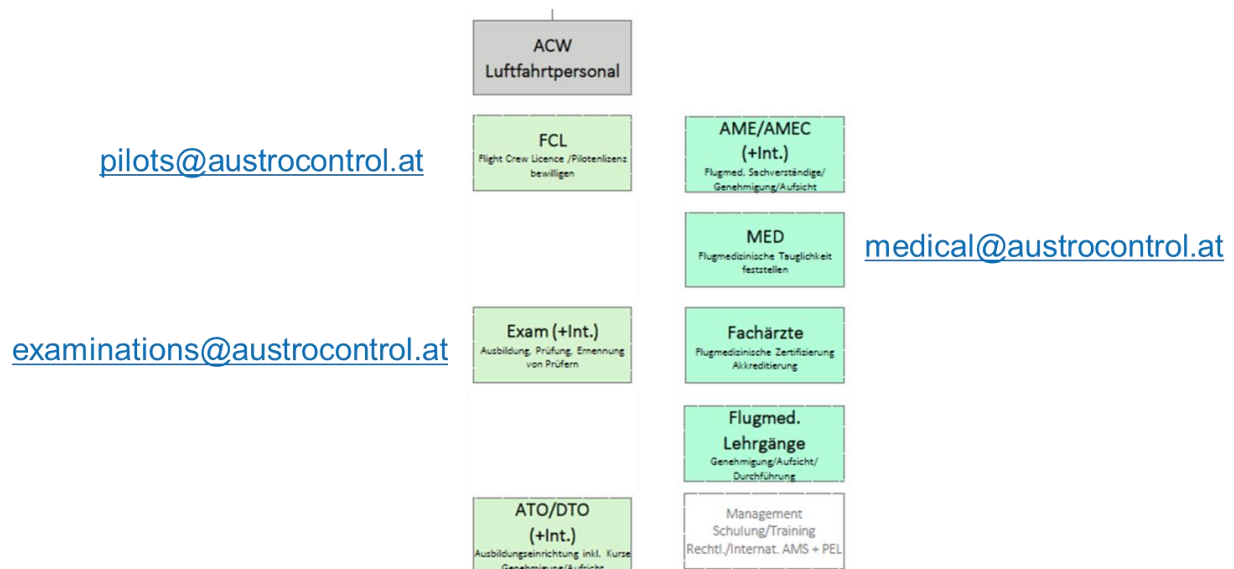 ACW
Luftfahrtpersonal
pilots@austrocontrol.at
FCL
Flight Crew Licence /Pilotenlizenz
bewilligen
AME/AMEC
(+Int.)
Flugmed. Sachverständige/
Genehmigung/Aufsicht
MED
Flugmedizinische Tauglichkeit
feststellen
medical@austrocontrol.at
examinations@austrocontrol.at
Exam (+Int.)
Ausbildung, Prüfung, Ernennung
von Prüfern
Fachärzte
Flugmedizinische Zertifizierung
Akkreditierung
Flugmed.
Lehrgänge
Genehmigung/Aufsicht/
Durchführung
ATO/DTO
(+Int.)
Ausbildungseinrichtung inkl. Kurse
Genehmigung/Aufsicht
Management
Schulung/Training
Rechtl./Internat. AMS + PEL